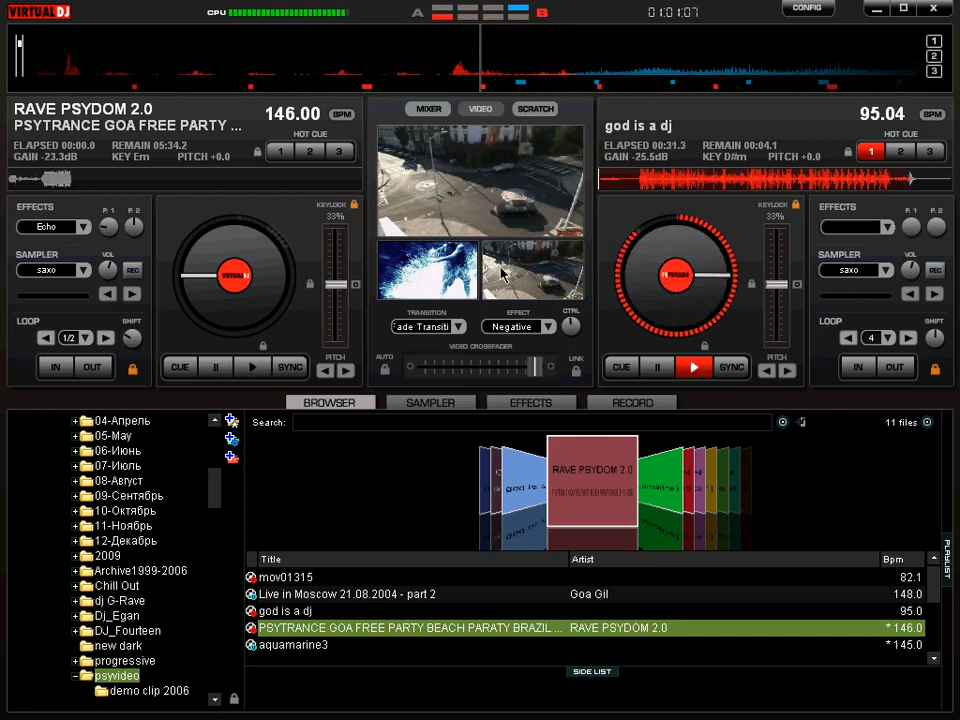 VIRTUAL DJ
CPU
A
B
01:01:07
CONFIG
X
1
2
3
RAVE PSYDOM 2.0
146.00 BPM
PSYTRANCE GOA FREE PARTY ...
HOT CUE
ELAPSED 00:00.0 REMAIN 05:34.2
GAIN -23.3dB KEY Em PITCH +0.0
1 2 3
MIXER VIDEO SCRATCH
god is a dj
95.04 BPM
HOT CUE
ELAPSED 00:31.3 REMAIN 00:04.1
GAIN -25.5dB KEY D#m PITCH +0.0
1 2 3
EFFECTS P. 1 P. 2
Echo
SAMPLER VOL
saxo REC
LOOP SHIFT
1/2
IN OUT
KEYLOCK
33%
VIRTUALDJ
0
CUE SYNC
PITCH
TRANSITION EFFECT CTRL
ade Transiti Negative
VIDEO CROSSFADER
AUTO LINK
KEYLOCK
33%
0
CUE SYNC
PITCH
EFFECTS P. 1 P. 2
SAMPLER VOL
saxo REC
LOOP SHIFT
4
IN OUT
BROWSER SAMPLER EFFECTS RECORD
04-Апрель
05-May
06-Июнь
07-Июль
08-Август
09-Сентябрь
10-Октябрь
11-Ноябрь
12-Декабрь
2009
Archive1999-2006
Chill Out
dj G-Rave
Dj_Egan
DJ_Fourteen
new dark
progressive
psyvideo
demo clip 2006
Search:
11 files
god is a
RAVE PSYDOM 2.0
PLAYLIST
Title Artist Bpm
mov01315 82.1
Live in Moscow 21.08.2004 - part 2 Goa Gil 148.0
god is a dj 95.0
PSYTRANCE GOA FREE PARTY BEACH PARATY BRAZIL ... RAVE PSYDOM 2.0 * 146.0
aquamarine3 * 145.0
SIDE LIST